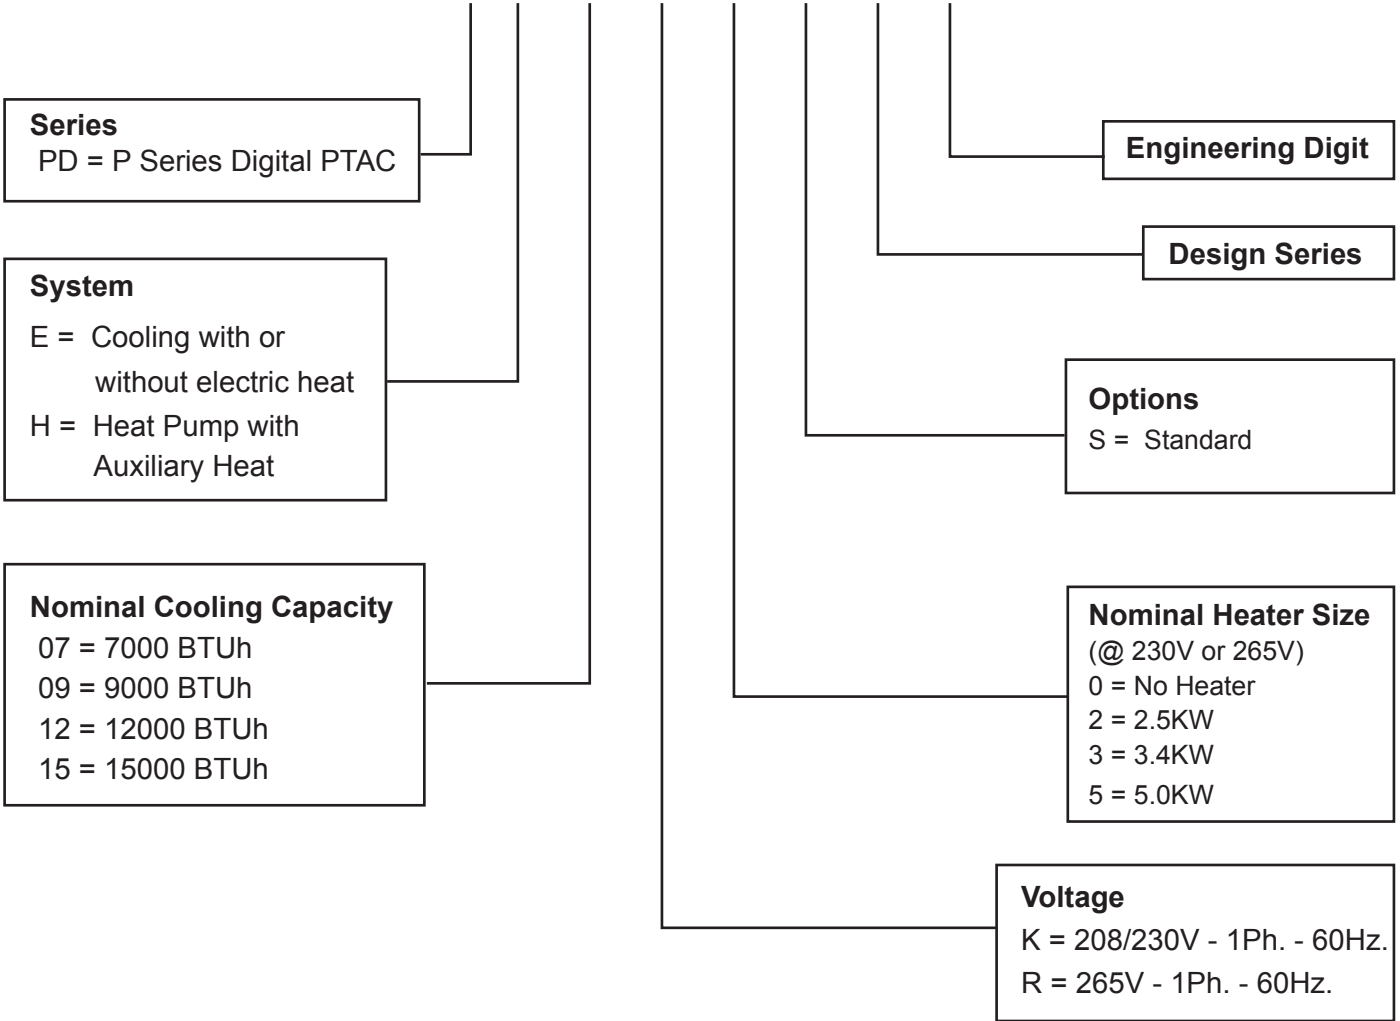 Series
PD = P Series Digital PTAC
System
E = Cooling with or
without electric heat
H = Heat Pump with
Auxiliary Heat
Nominal Cooling Capacity
07 = 7000 BTUh
09 = 9000 BTUh
12 = 12000 BTUh
15 = 15000 BTUh
Engineering Digit
Design Series
Options
S = Standard
Nominal Heater Size
(@ 230V or 265V)
0 = No Heater
2 = 2.5KW
3 = 3.4KW
5 = 5.0KW
Voltage
K = 208/230V - 1Ph. - 60Hz.
R = 265V - 1Ph. - 60Hz.